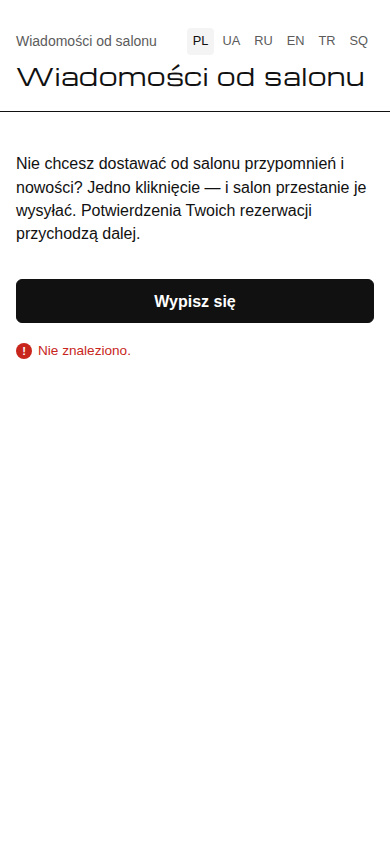 Wiadomości od salonu
PL UA RU EN TR SQ
Wiadomości od salonu
Nie chcesz dostawać od salonu przypomnień i
nowości? Jedno kliknięcie — i salon przestanie je
wysyłać. Potwierdzenia Twoich rezerwacji
przychodzą dalej.
Wypisz się
! Nie znaleziono.